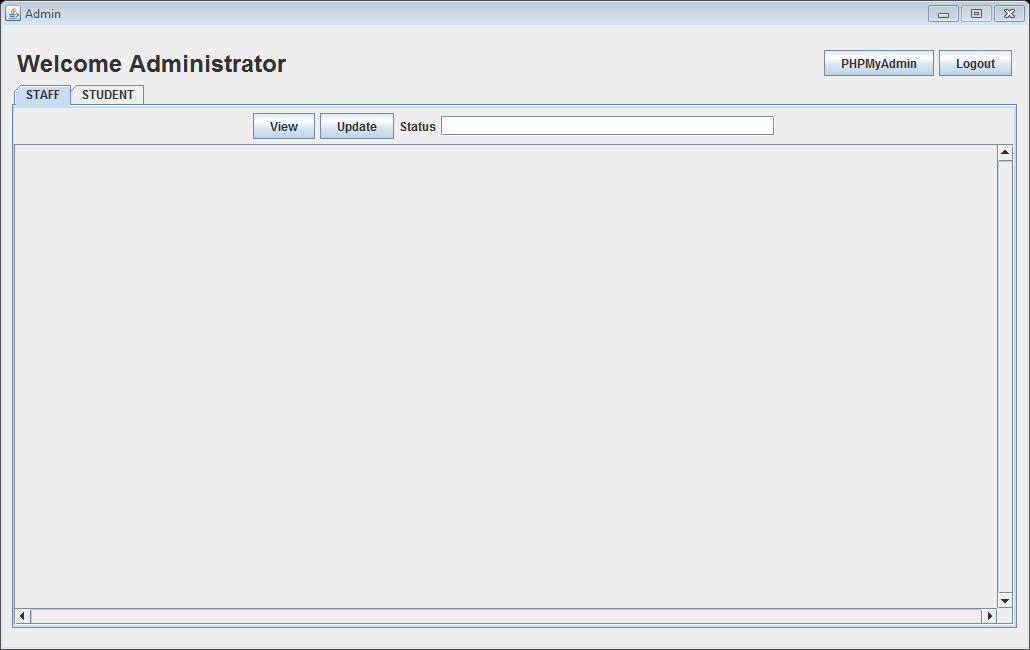 Admin
Welcome Administrator
PHPMyAdmin Logout
STAFF STUDENT
View Update Status